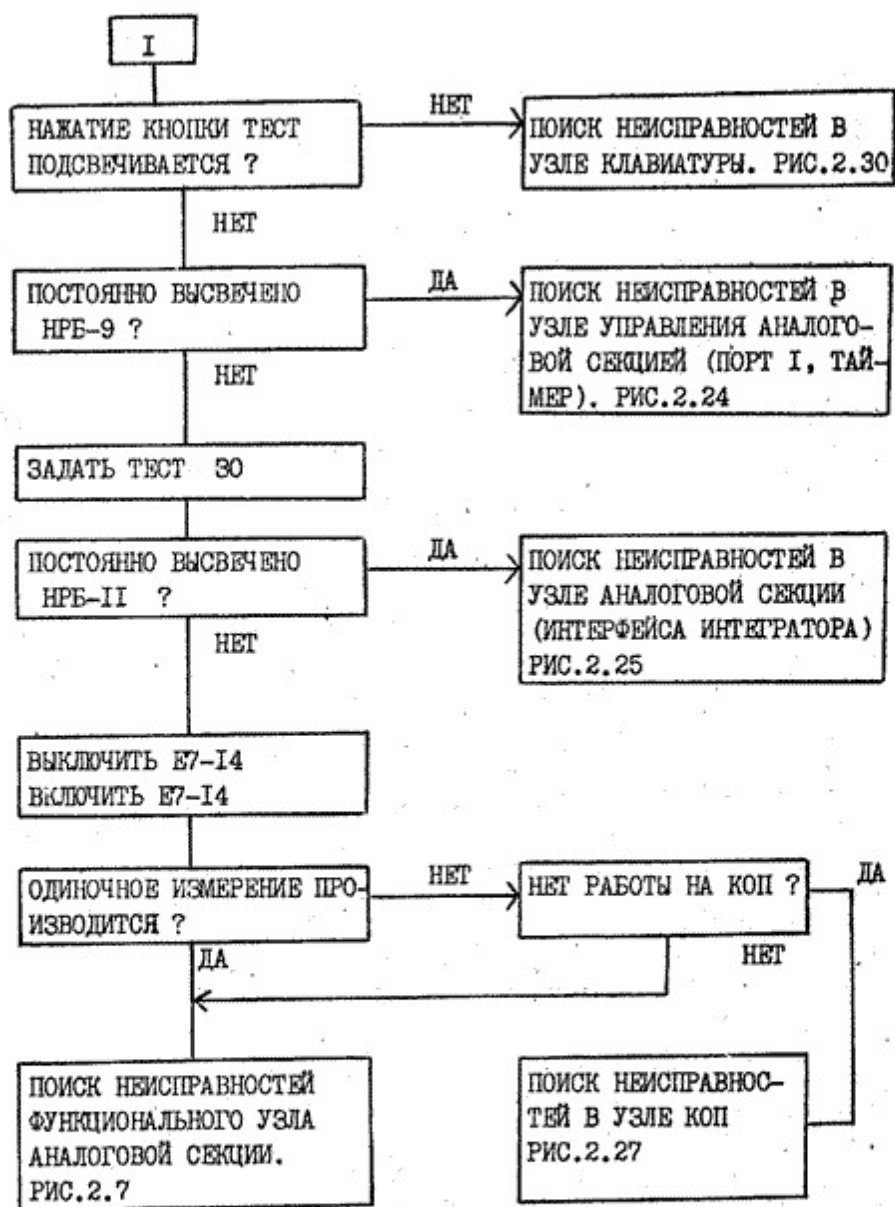 I
НАЖАТИЕ КНОПКИ ТЕСТ
ПОДСВЕЧИВАЕТСЯ ?
НЕТ
ПОИСК НЕИСПРАВНОСТЕЙ В
УЗЛЕ КЛАВИАТУРЫ. РИС.2.30
НЕТ
ПОСТОЯННО ВЫСВЕЧЕНО
НРБ-9 ?
ДА
ПОИСК НЕИСПРАВНОСТЕЙ В
УЗЛЕ УПРАВЛЕНИЯ АНАЛОГО-
ВОЙ СЕКЦИЕЙ (ПОРТ I, ТАЙ-
МЕР). РИС.2.24
НЕТ
ЗАДАТЬ ТЕСТ 30
ПОСТОЯННО ВЫСВЕЧЕНО
НРБ-II ?
ДА
ПОИСК НЕИСПРАВНОСТЕЙ В
УЗЛЕ АНАЛОГОВОЙ СЕКЦИИ
(ИНТЕРФЕЙСА ИНТЕГРАТОРА)
РИС.2.25
НЕТ
ВЫКЛЮЧИТЬ Е7-I4
ВКЛЮЧИТЬ Е7-I4
ОДИНОЧНОЕ ИЗМЕРЕНИЕ ПРО-
ИЗВОДИТСЯ ?
НЕТ
НЕТ РАБОТЫ НА КОП ?
ДА
ДА
НЕТ
ПОИСК НЕИСПРАВНОСТЕЙ
ФУНКЦИОНАЛЬНОГО УЗЛА
АНАЛОГОВОЙ СЕКЦИИ.
РИС.2.7
ПОИСК НЕИСПРАВНОС-
ТЕЙ В УЗЛЕ КОП
РИС.2.27